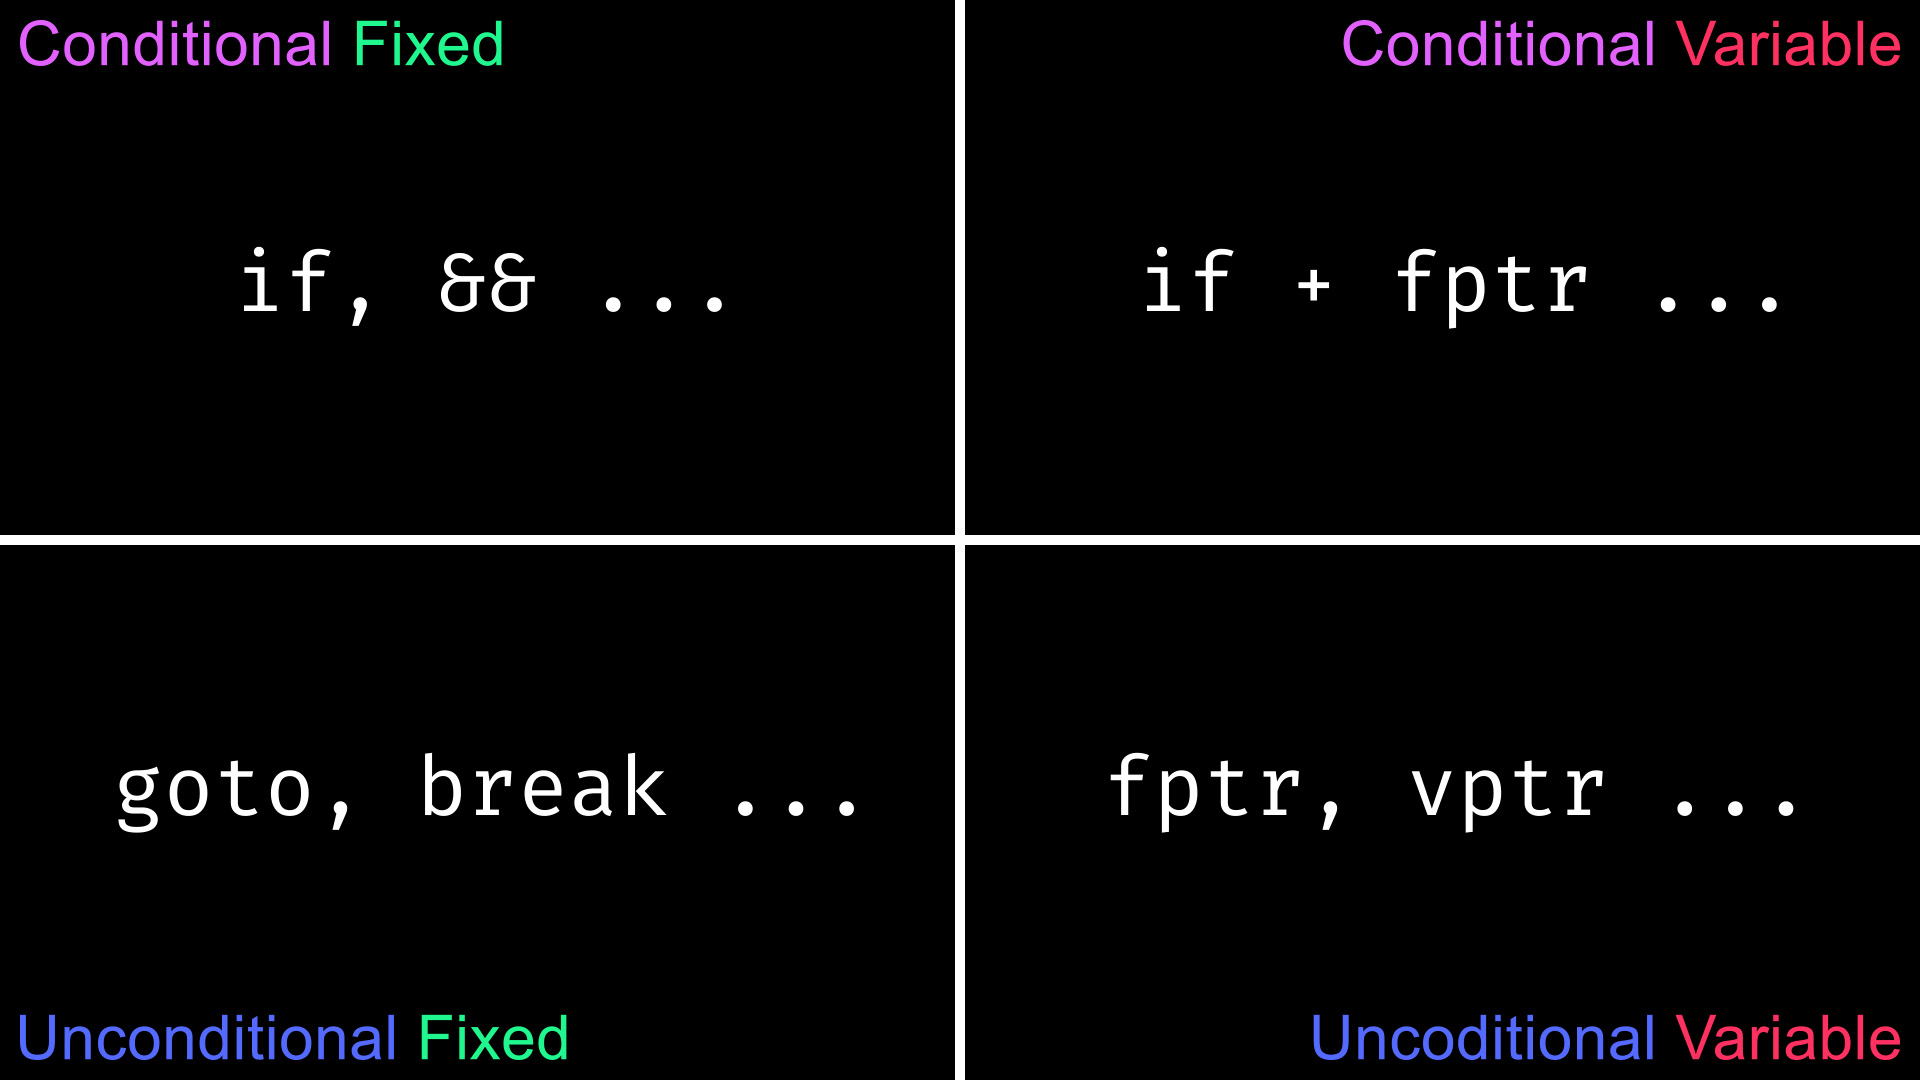 Conditional Fixed
if, && ...
Conditional Variable
if + fptr ...
goto, break ...
Unconditional Fixed
fptr, vptr ...
Uncoditional Variable